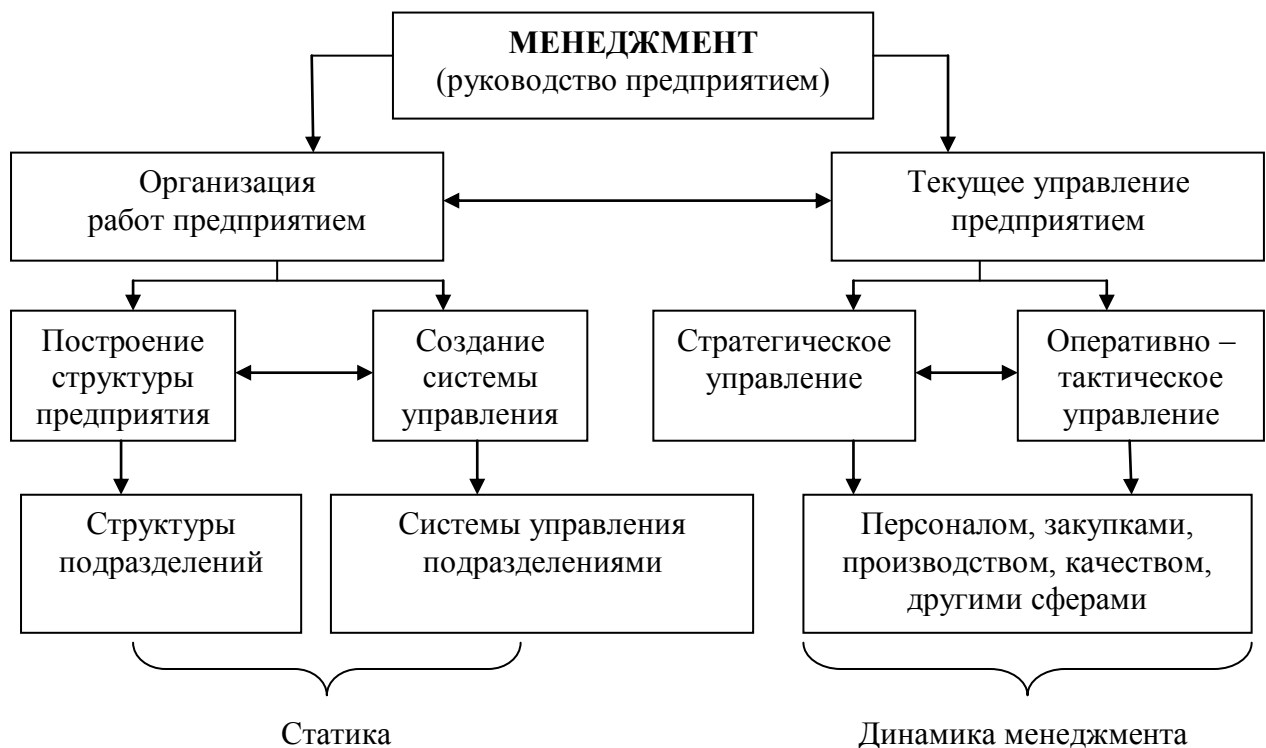 МЕНЕДЖМЕНТ
(руководство предприятием)
Организация
работ предприятием
Текущее управление
предприятием
Построение
структуры
предприятия
Создание
системы
управления
Стратегическое
управление
Оперативно –
тактическое
управление
Структуры
подразделений
Системы управления
подразделениями
Персоналом, закупками,
производством, качеством,
другими сферами
Статика
Динамика менеджмента